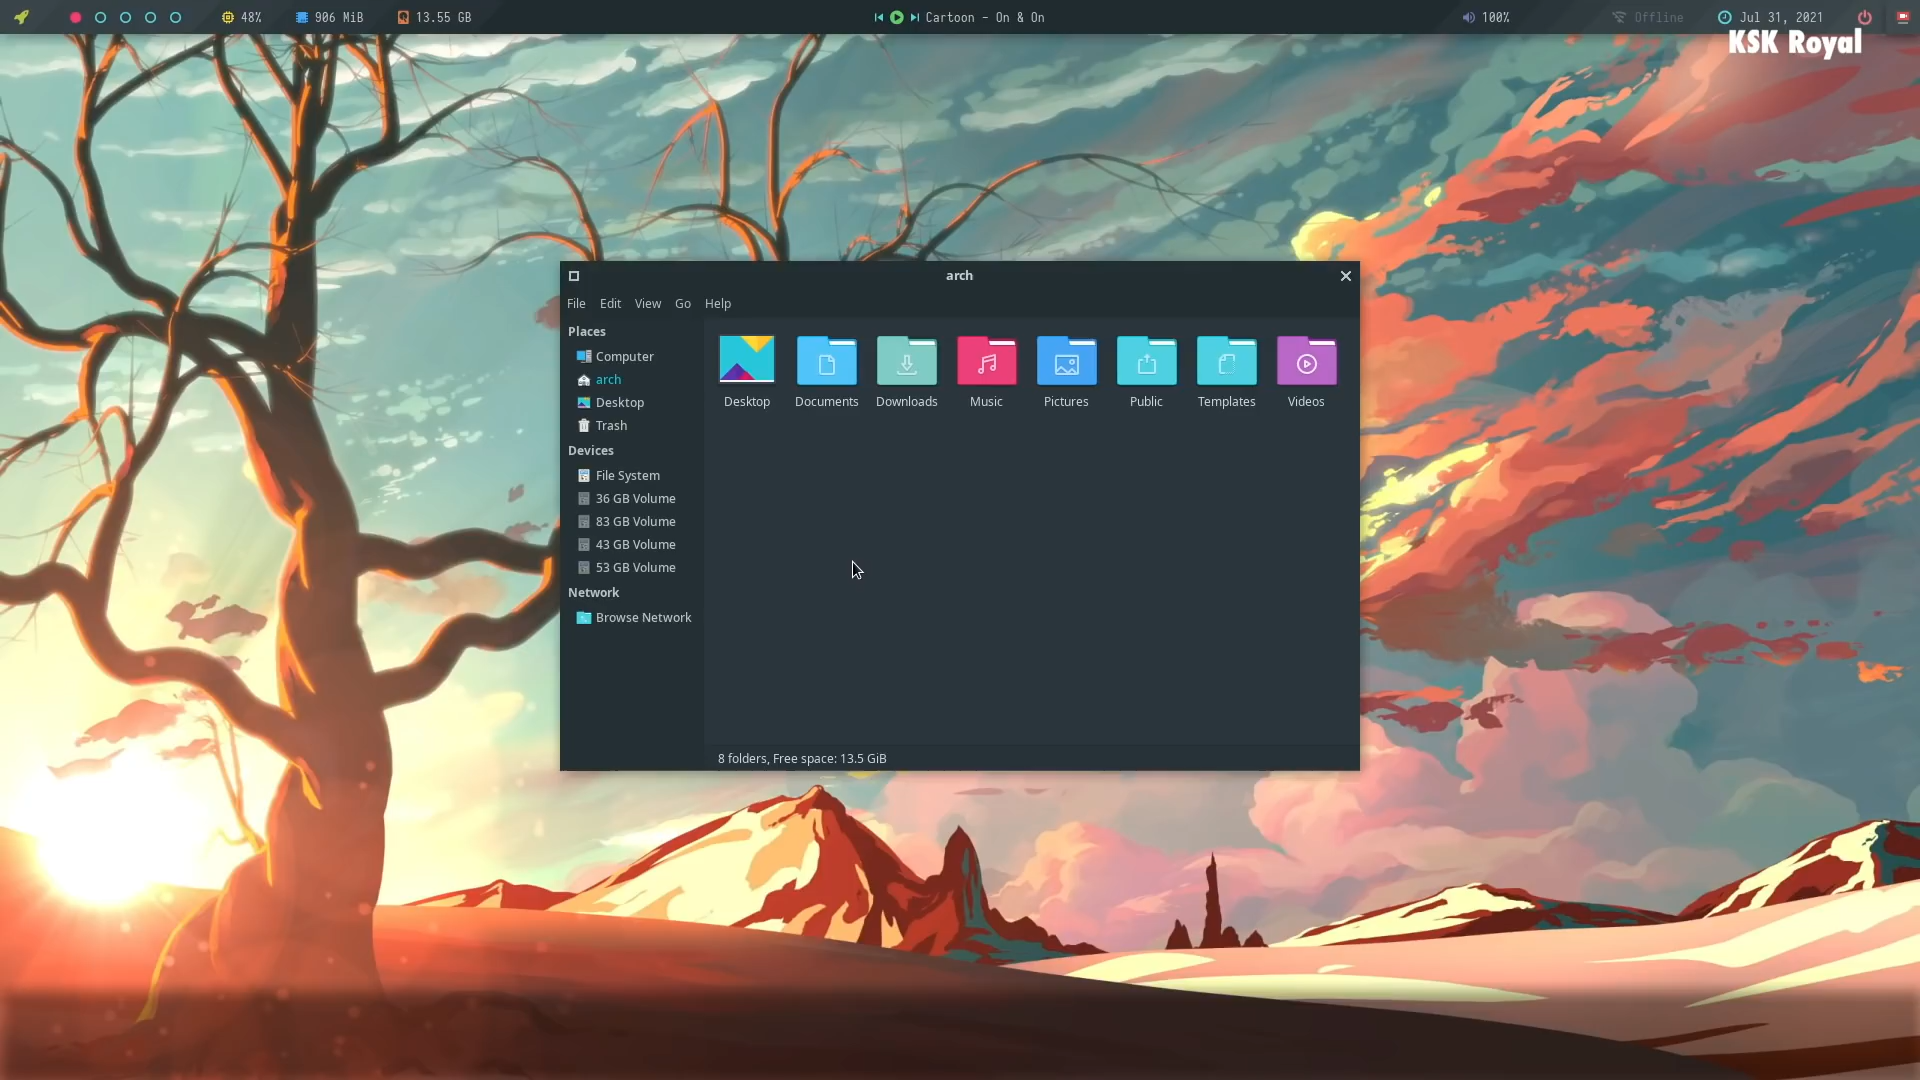 48% 906 MiB 13.55 GB Cartoon - On & On 100% Offline Jul 31, 2021
KSK Royal
arch
File Edit View Go Help
Places
Computer
arch
Desktop
Trash
Devices
File System
36 GB Volume
83 GB Volume
43 GB Volume
53 GB Volume
Network
Browse Network
Desktop Documents Downloads Music Pictures Public Templates Videos
8 folders, Free space: 13.5 GiB